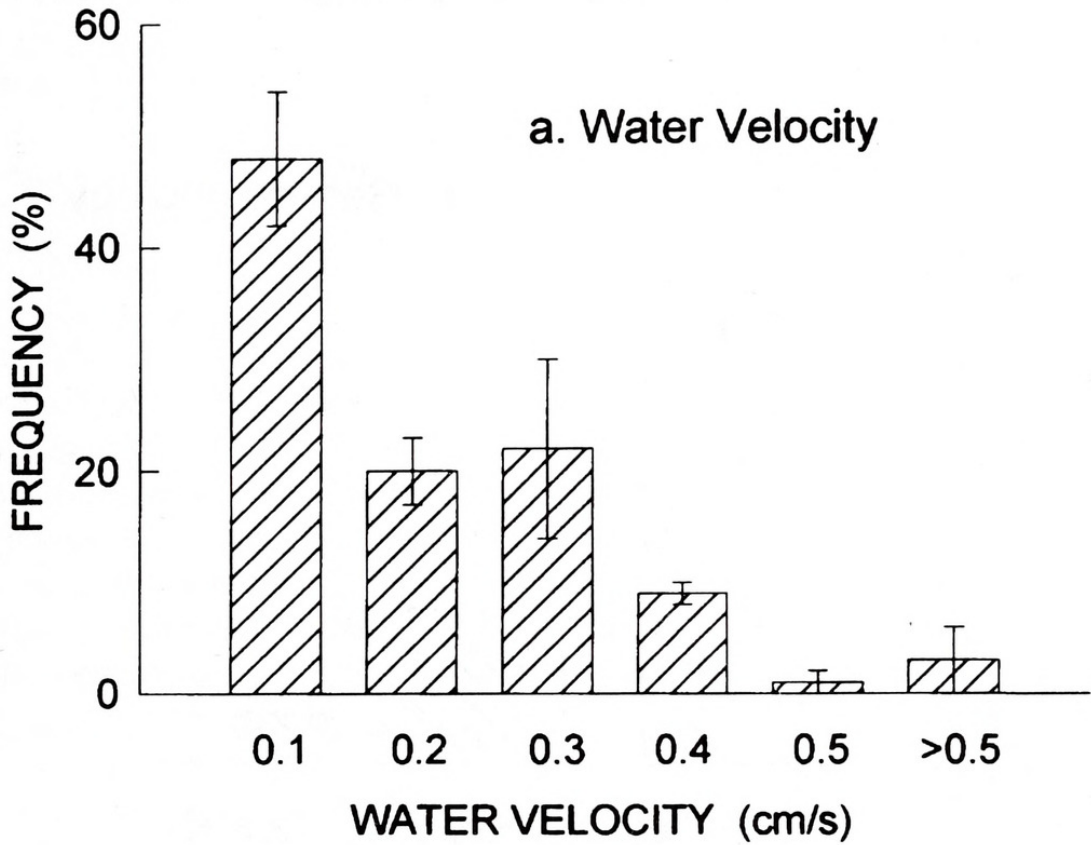 60
a. Water Velocity
40
20
0
FREQUENCY (%)
0.1 0.2 0.3 0.4 0.5 >0.5
WATER VELOCITY (cm/s)